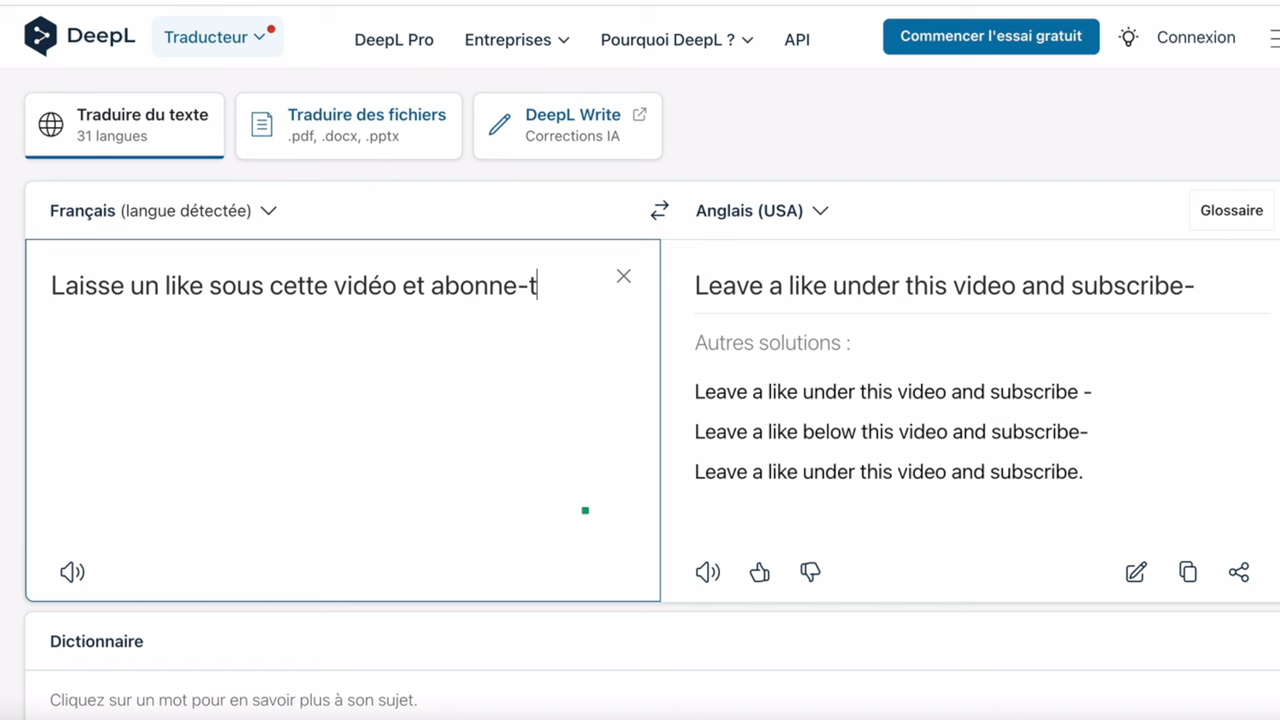 DeepL Traducteur DeepL Pro Entreprises Pourquoi DeepL ? API Commencer l'essai gratuit Connexion
Traduire du texte
31 langues
Traduire des fichiers
.pdf, .docx, .pptx
DeepL Write
Corrections IA
Français (langue détectée)
Anglais (USA)
Glossaire
Laisse un like sous cette vidéo et abonne-t
Leave a like under this video and subscribe-
Autres solutions :
Leave a like under this video and subscribe -
Leave a like below this video and subscribe-
Leave a like under this video and subscribe.
Dictionnaire
Cliquez sur un mot pour en savoir plus à son sujet.